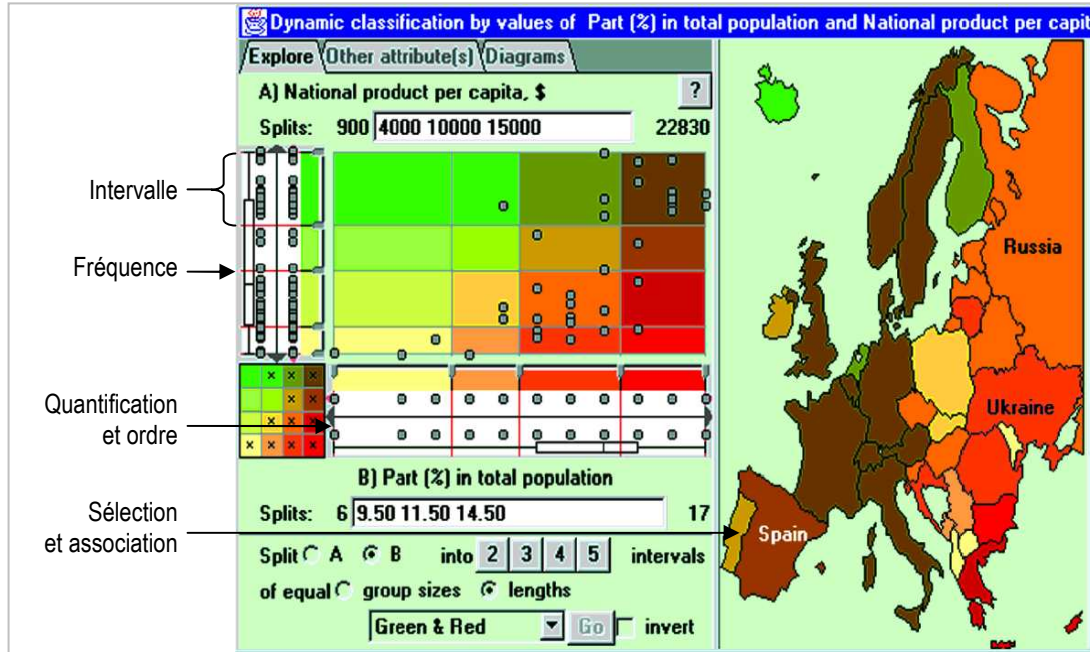 Dynamic classification by values of Part (%) in total population and National product per capit
Explore Other attribute(s) Diagrams
A) National product per capita, $
?
Splits: 900 4000 10000 15000 22830
Intervalle
Fréquence
Quantification
et ordre
B) Part (%) in total population
Sélection
et association
Splits: 6 9.50 11.50 14.50 17
Split A B into 2 3 4 5 intervals
of equal group sizes lengths
Green & Red Go invert
Russia
Ukraine
Spain